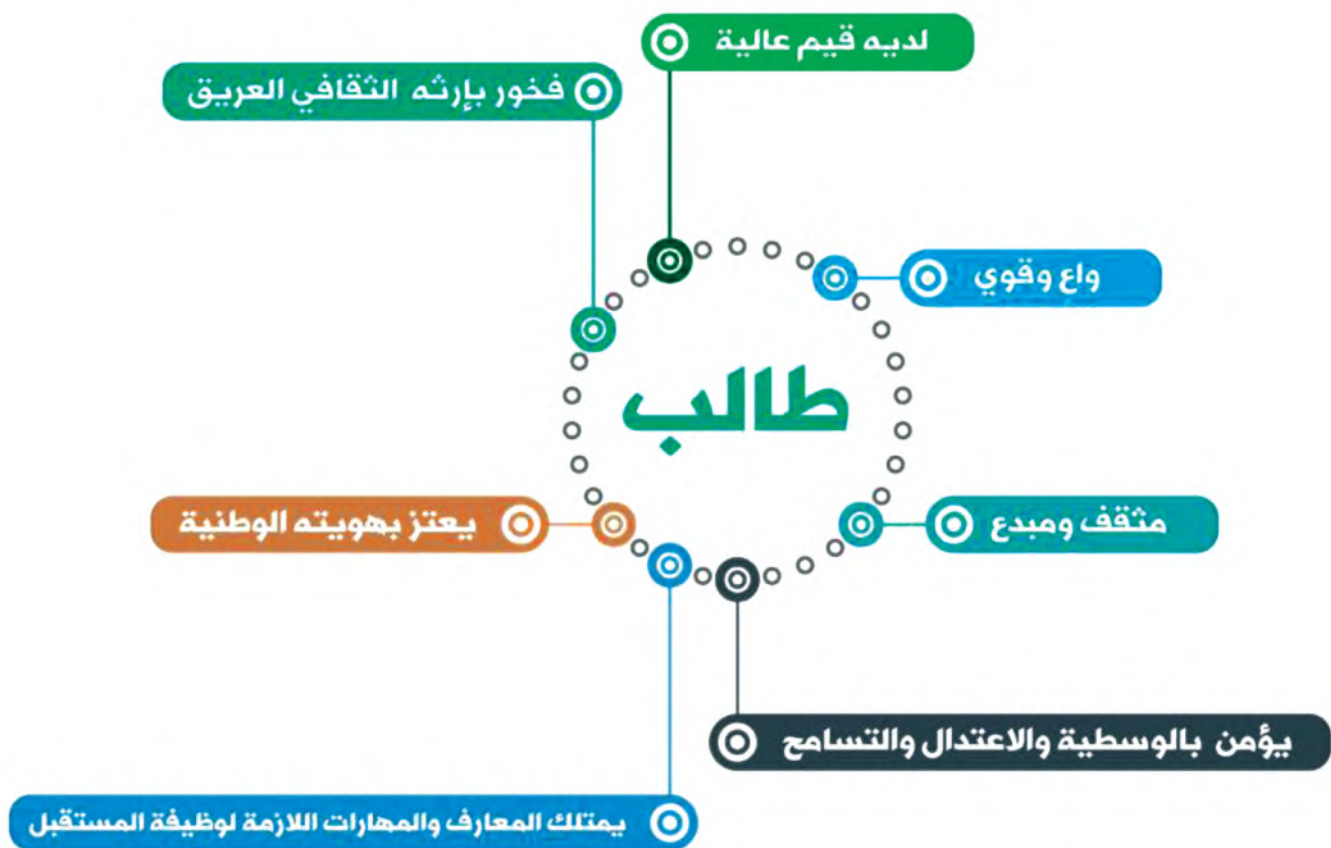 لديه قيم عالية
فخور بإرثه الثقافي العريق
واع وقوي
طالب
مثقف ومبدع
يعتز بهويته الوطنية
يؤمن بالوسطية والاعتدال والتسامح
يمتلك المعارف والمهارات اللازمة لوظيفة المستقبل